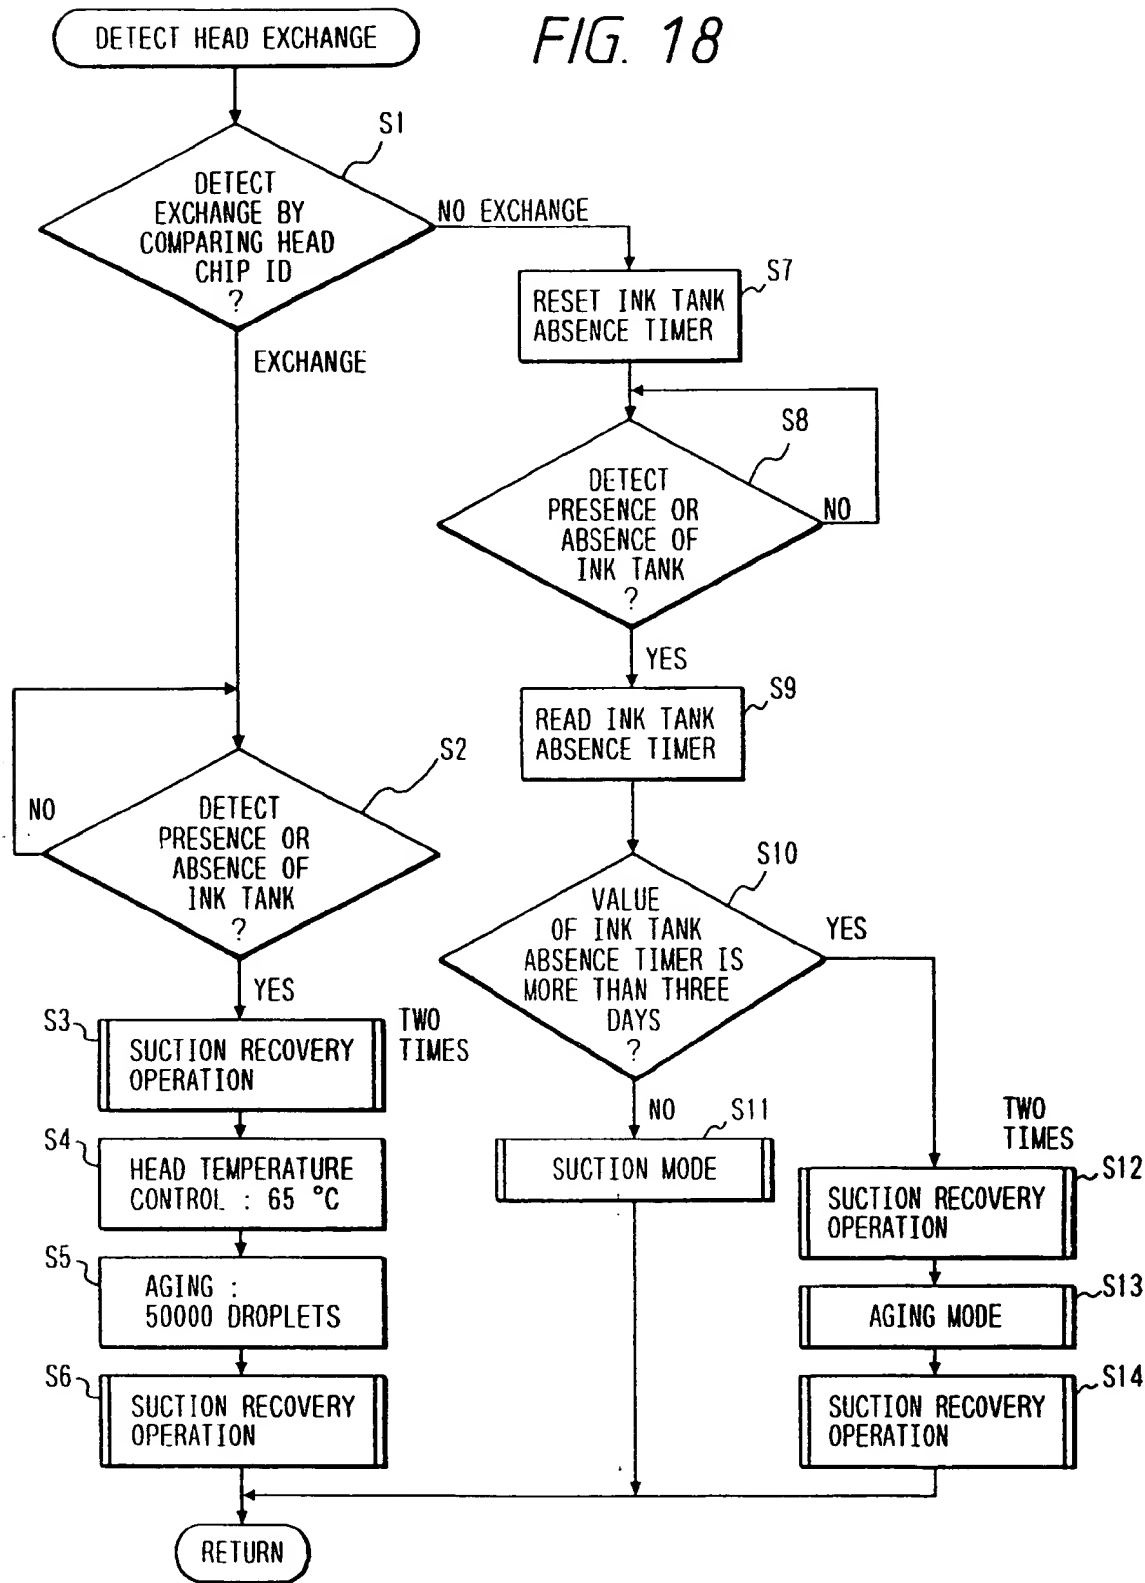 DETECT HEAD EXCHANGE
FIG. 18
S1
DETECT
EXCHANGE BY
COMPARING HEAD
CHIP ID
?
NO EXCHANGE
EXCHANGE
S7
RESET INK TANK
ABSENCE TIMER
S8
DETECT
PRESENCE OR
ABSENCE OF
INK TANK
?
NO
YES
S9
READ INK TANK
ABSENCE TIMER
S2
DETECT
PRESENCE OR
ABSENCE OF
INK TANK
?
NO
YES
S10
VALUE
OF INK TANK
ABSENCE TIMER IS
MORE THAN THREE
DAYS
?
YES
NO
S3
SUCTION RECOVERY
OPERATION
TWO
TIMES
S4
HEAD TEMPERATURE
CONTROL : 65 °C
S5
AGING :
50000 DROPLETS
S6
SUCTION RECOVERY
OPERATION
S11
SUCTION MODE
TWO
TIMES
S12
SUCTION RECOVERY
OPERATION
S13
AGING MODE
S14
SUCTION RECOVERY
OPERATION
RETURN